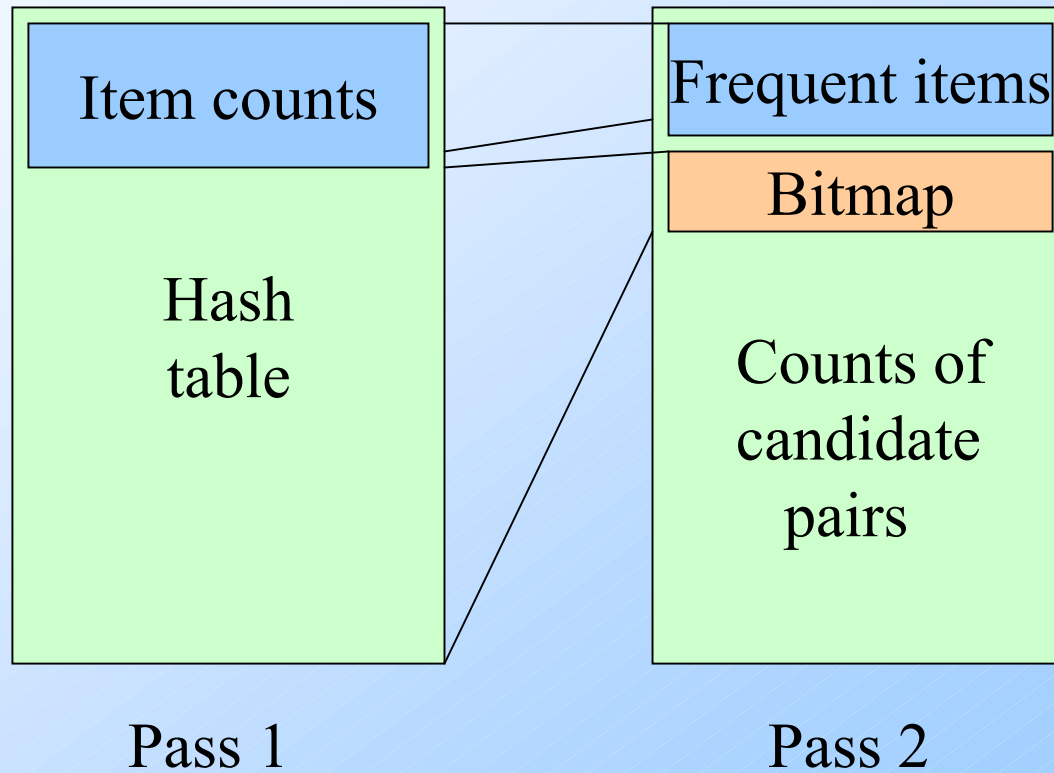 Item counts
Hash
table
Pass 1
Frequent items
Bitmap
Counts of
candidate
pairs
Pass 2